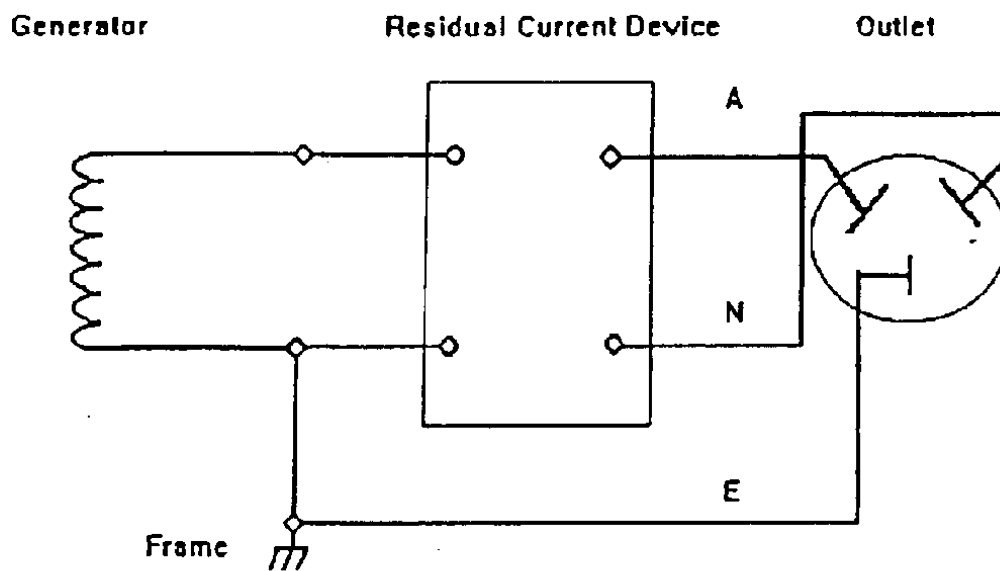 Generator
Residual Current Device
Outlet
A
N
E
Frame